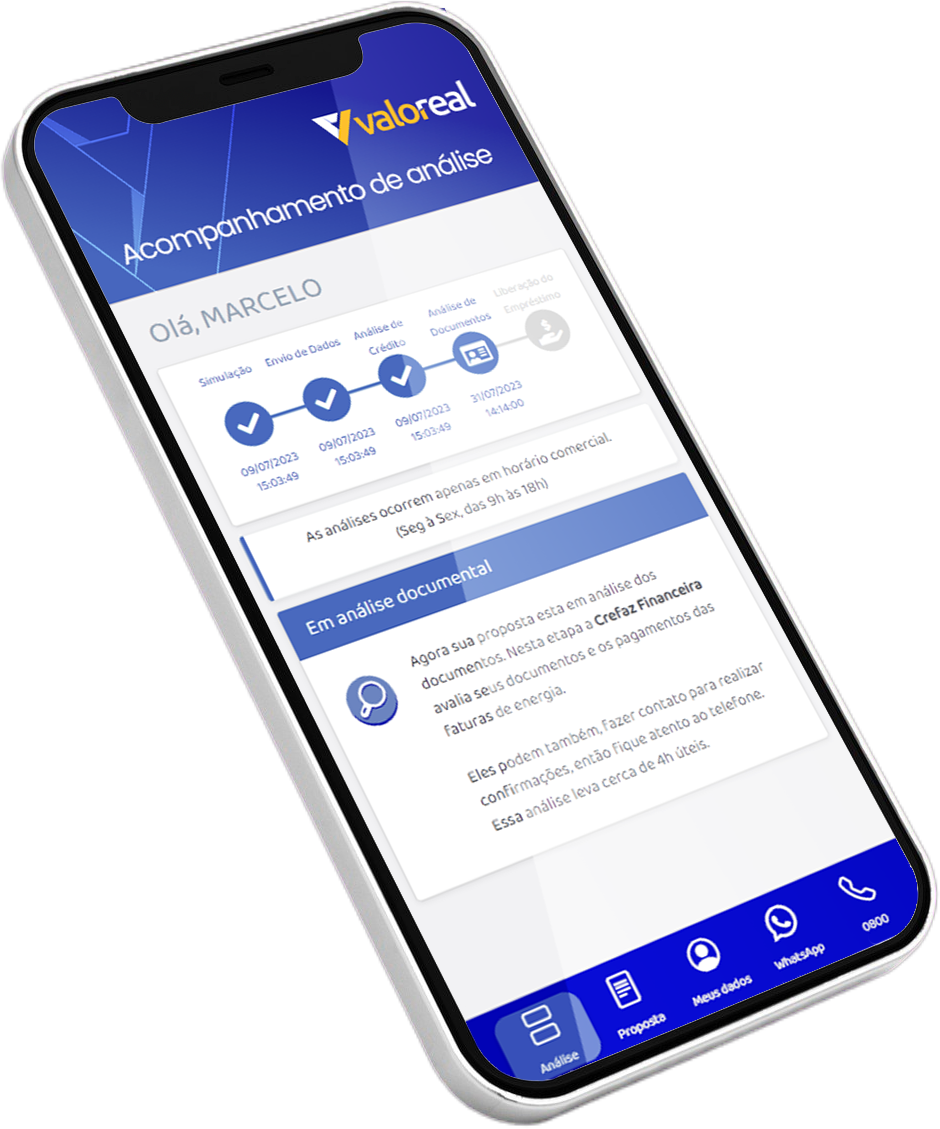 valoreal
Acompanhamento de análise
Olá, MARCELO
Simulação
Envio de Dados
Análise de
Crédito
Análise de
Documentos
Liberação do
Empréstimo
09/07/2023
15:03:49
09/07/2023
15:03:49
09/07/2023
15:03:49
31/07/2023
14:14:00
As análises ocorrem apenas em horário comercial.
(Seg à Sex, das 9h às 18h)
Em análise documental
Agora sua proposta esta em análise dos
documentos. Nesta etapa a Crefaz Financeira
avalia seus documentos e os pagamentos das
faturas de energia.
Eles podem também, fazer contato para realizar
confirmações, então fique atento ao telefone.
Essa análise leva cerca de 4h úteis.
Análise
Proposta
Meus dados
WhatsApp
0800